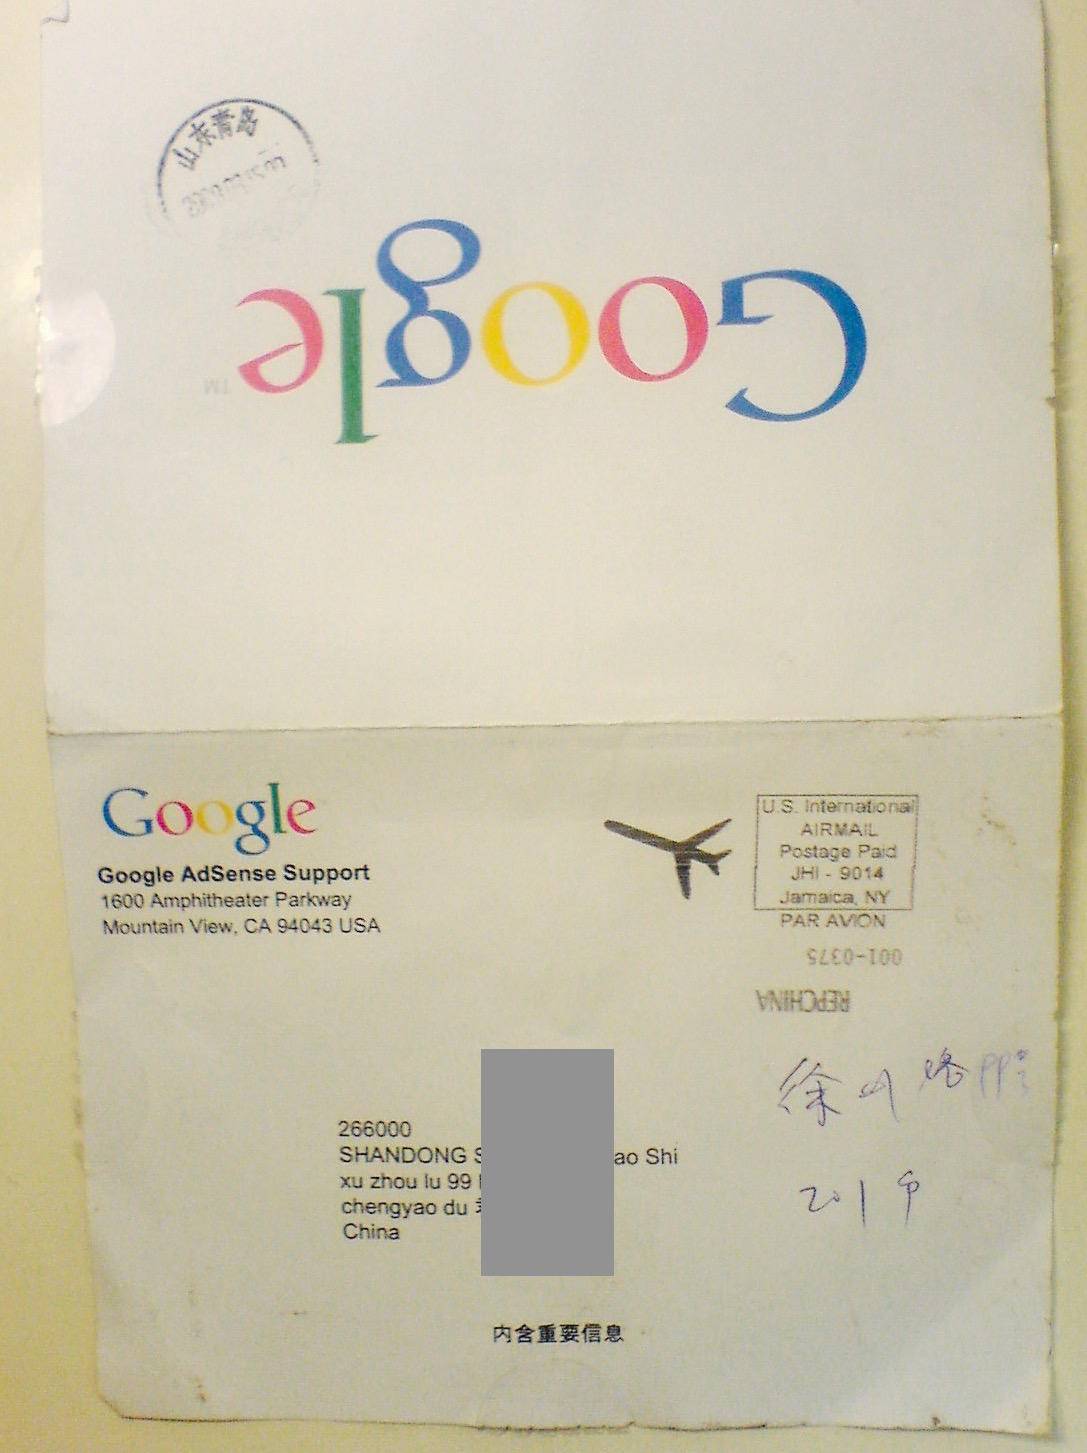 山东青岛
Google
TM
Google
Google AdSense Support
1600 Amphitheater Parkway
Mountain View, CA 94043 USA
U.S. International
AIRMAIL
Postage Paid
JHI - 9014
Jamaica, NY
PAR AVION
001-0375
REPCHINA
徐州路
266000
SHANDONG S ao Shi
xu zhou lu 99
chengyao du
China
201
内含重要信息